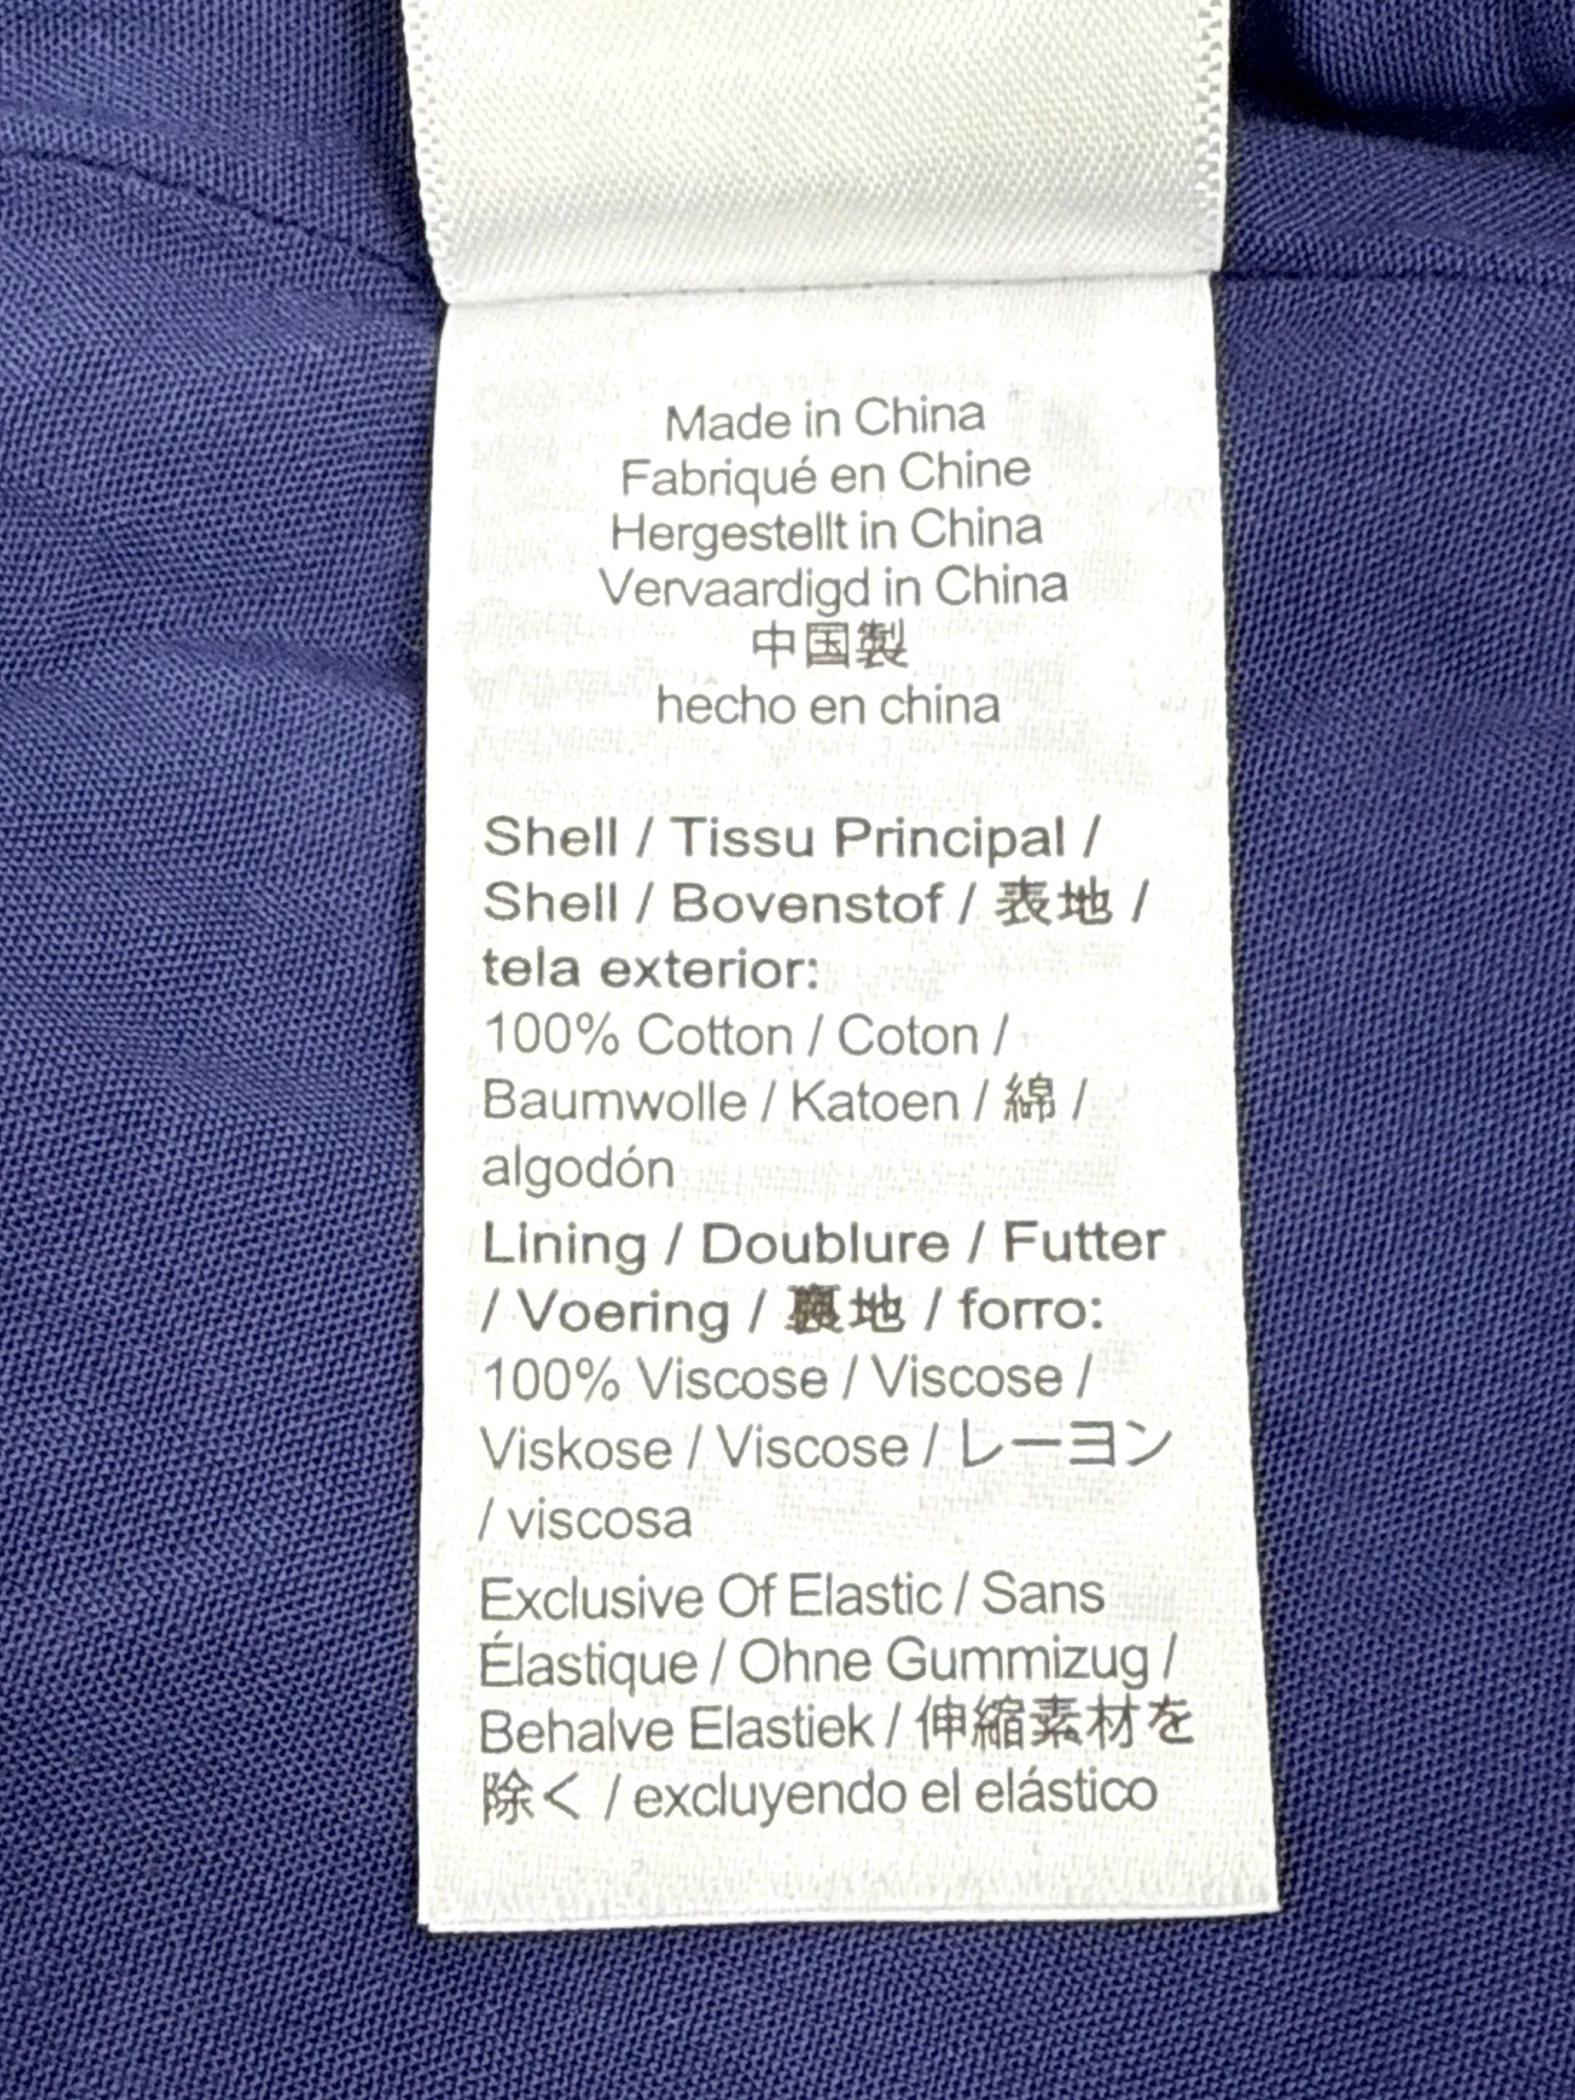 Made in China
Fabriqué en Chine
Hergestellt in China
Vervaardigd in China
中国製
hecho en china
Shell / Tissu Principal /
Shell / Bovenstof / 表地 /
tela exterior:
100% Cotton / Coton /
Baumwolle / Katoen / 綿 /
algodón
Lining / Doublure / Futter
/ Voering / 裏地 / forro:
100% Viscose / Viscose /
Viskose / Viscose / レーヨン
/ viscosa
Exclusive Of Elastic / Sans
Élastique / Ohne Gummizug /
Behalve Elastiek / 伸縮素材を
除く / excluyendo el elástico